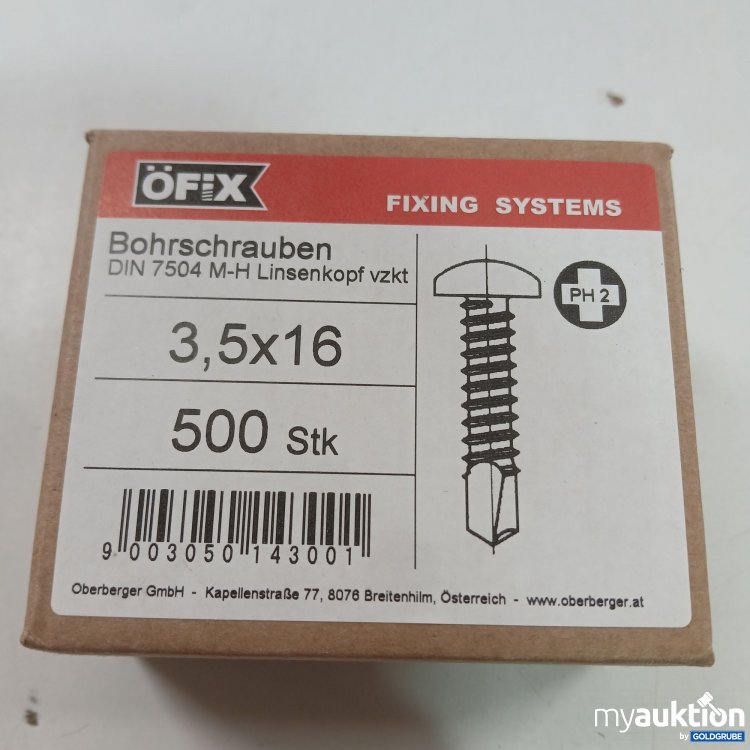 ÖFiX
FIXING SYSTEMS
Bohrschrauben
DIN 7504 M-H Linsenkopf vzkt
PH 2
3,5x16
500 Stk
9 003050 143001
Oberberger GmbH - Kapellenstraße 77, 8076 Breitenhilm, Österreich - www.oberberger.at
myauktion
by GOLDGRUBE